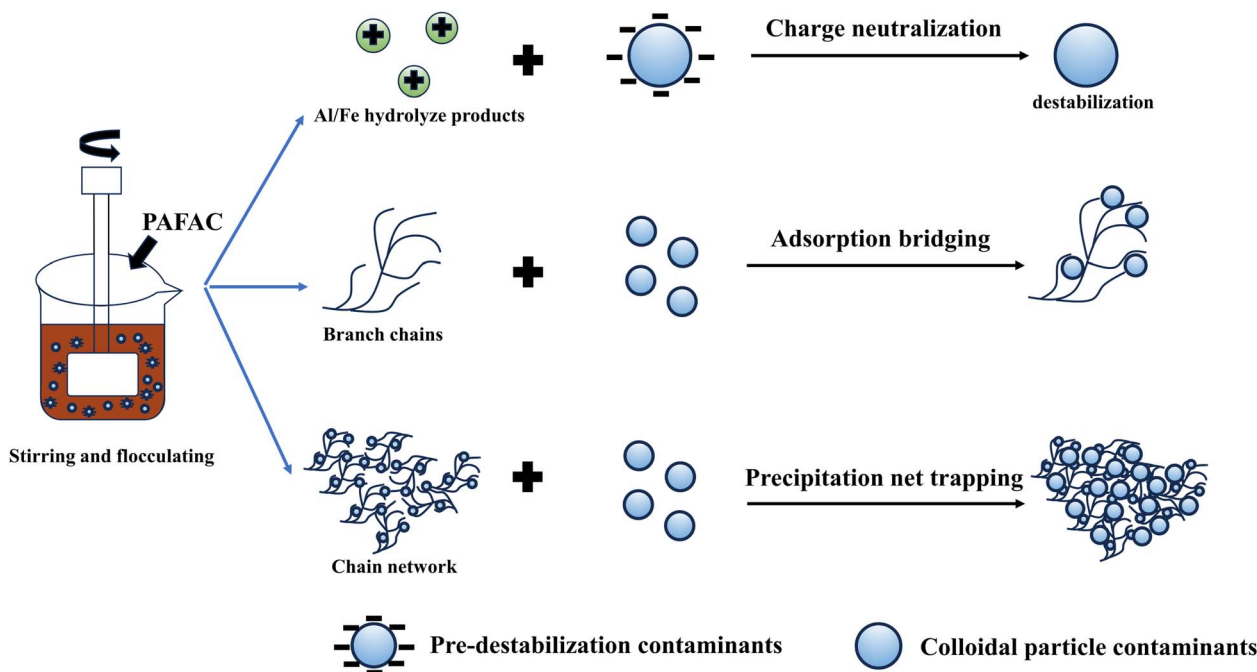 Charge neutralization
Al/Fe hydrolyze products
destabilization
PAFAC
Adsorption bridging
Branch chains
Stirring and flocculating
Precipitation net trapping
Chain network
Pre-destabilization contaminants
Colloidal particle contaminants